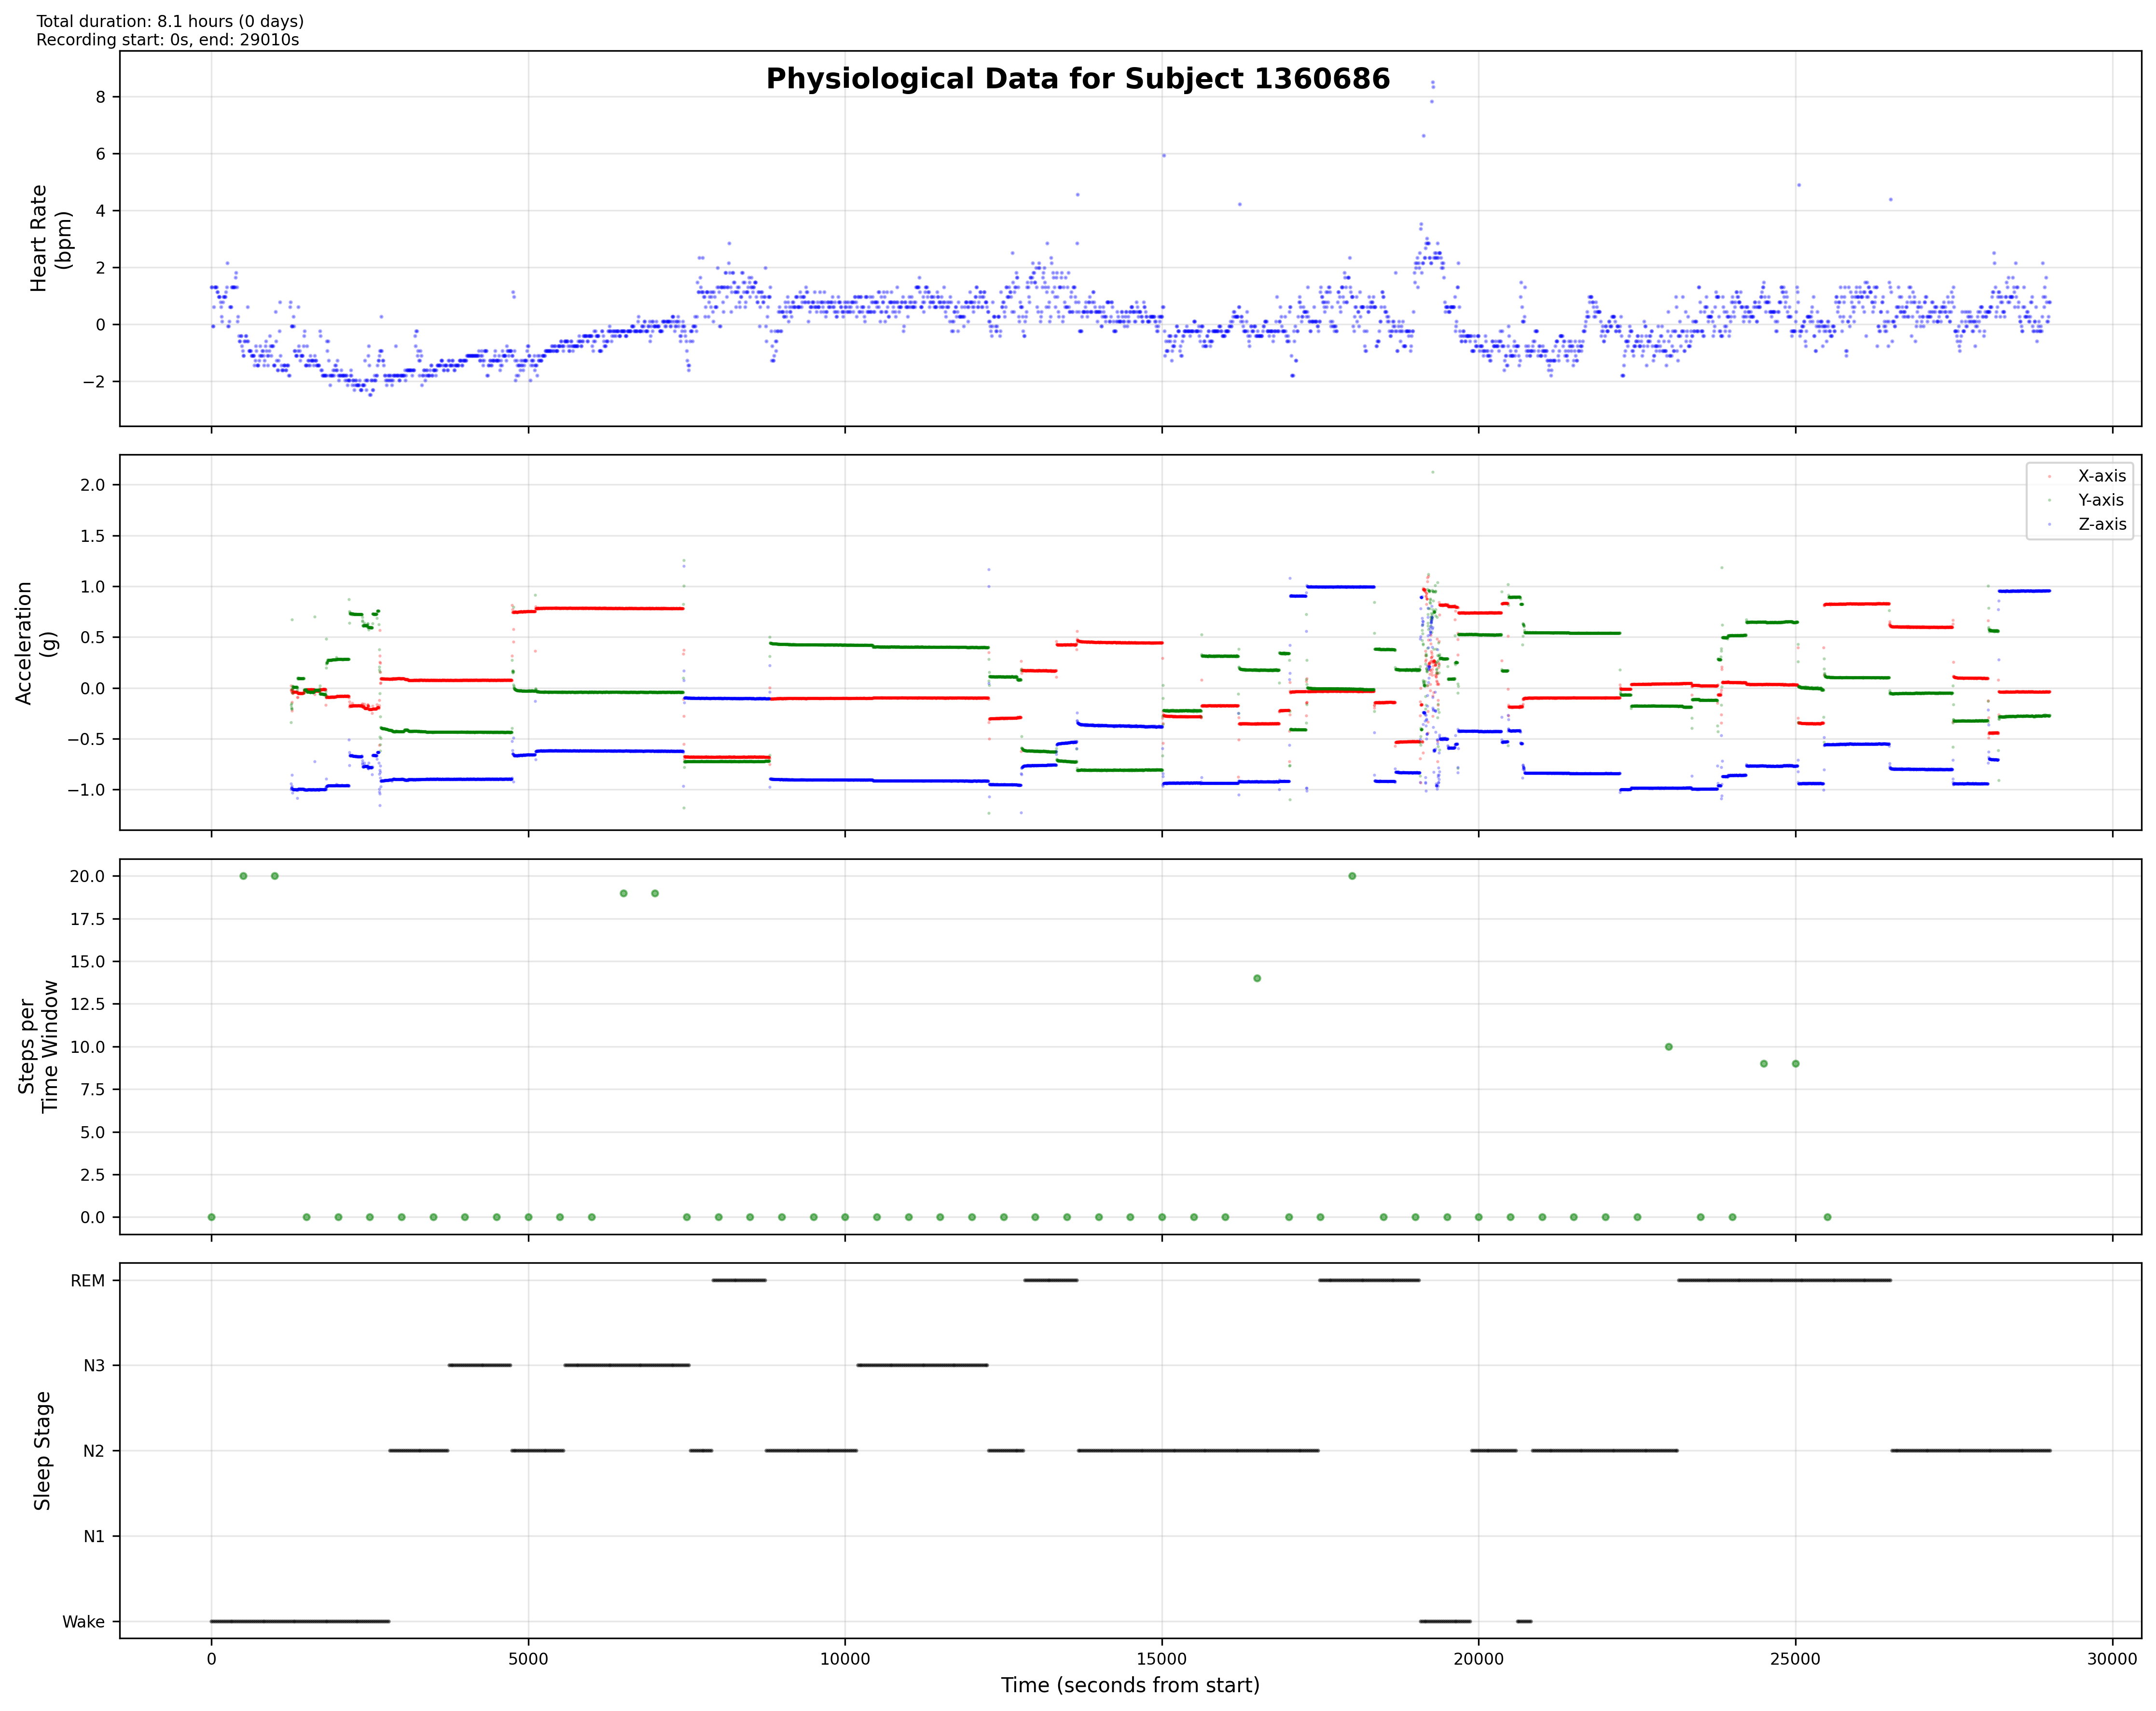 Total duration: 8.1 hours (0 days)
Recording start: 0s, end: 29010s
Physiological Data for Subject 1360686
Heart Rate
(bpm)
8
6
4
2
0
−2
Acceleration
(g)
2.0
1.5
1.0
0.5
0.0
−0.5
−1.0
X-axis
Y-axis
Z-axis
Steps per
Time Window
20.0
17.5
15.0
12.5
10.0
7.5
5.0
2.5
0.0
Sleep Stage
REM
N3
N2
N1
Wake
0 5000 10000 15000 20000 25000 30000
Time (seconds from start)